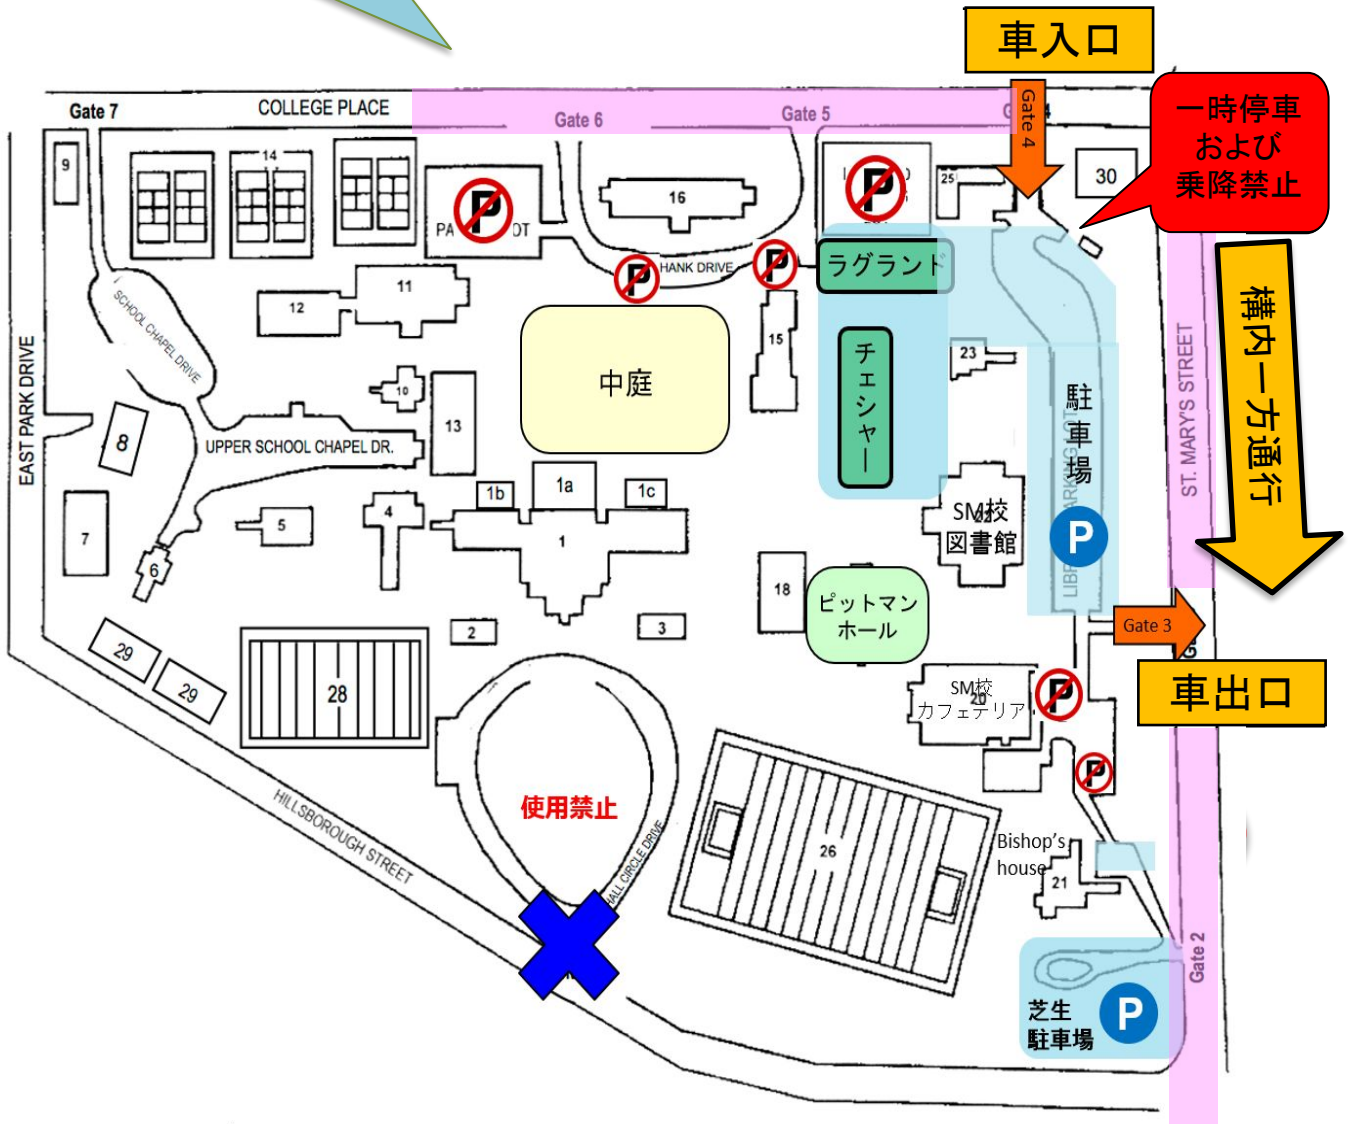 車入口
Gate 4
一時停車
および
乗降禁止
Gate 7
COLLEGE PLACE
Gate 6
Gate 5
9
14
16
25
30
P
P
PA
OT
P
HANK DRIVE
P
ラグランド
構内一方通行
SCHOOL CHAPEL DRIVE
12
11
中庭
15
チェシャー
23
駐車場
ST. MARY'S STREET
EAST PARK DRIVE
10
8
UPPER SCHOOL CHAPEL DR.
13
1b
1a
1c
7
5
4
1
SM校
図書館
P
6
18
ピットマン
ホール
2
3
Gate 3
29
29
28
SM校
20
カフェテリア
P
車出口
P
使用禁止
HILLSBOROUGH STREET
HALL CIRCLE DRIVE
26
Bishop's
house
21
Gate 2
芝生
駐車場
P